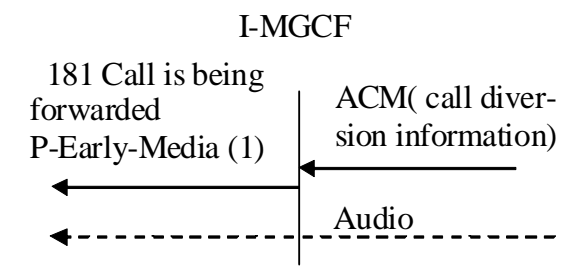 I-MGCF
181 Call is being
forwarded
P-Early-Media (1)
ACM( call diver-
sion information)
Audio